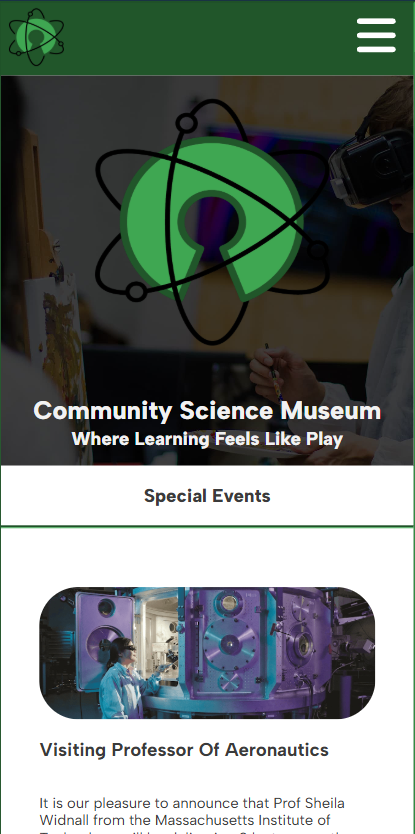 Community Science Museum
Where Learning Feels Like Play
Special Events
Visiting Professor Of Aeronautics
It is our pleasure to announce that Prof Sheila
Widnall from the Massachusetts Institute of